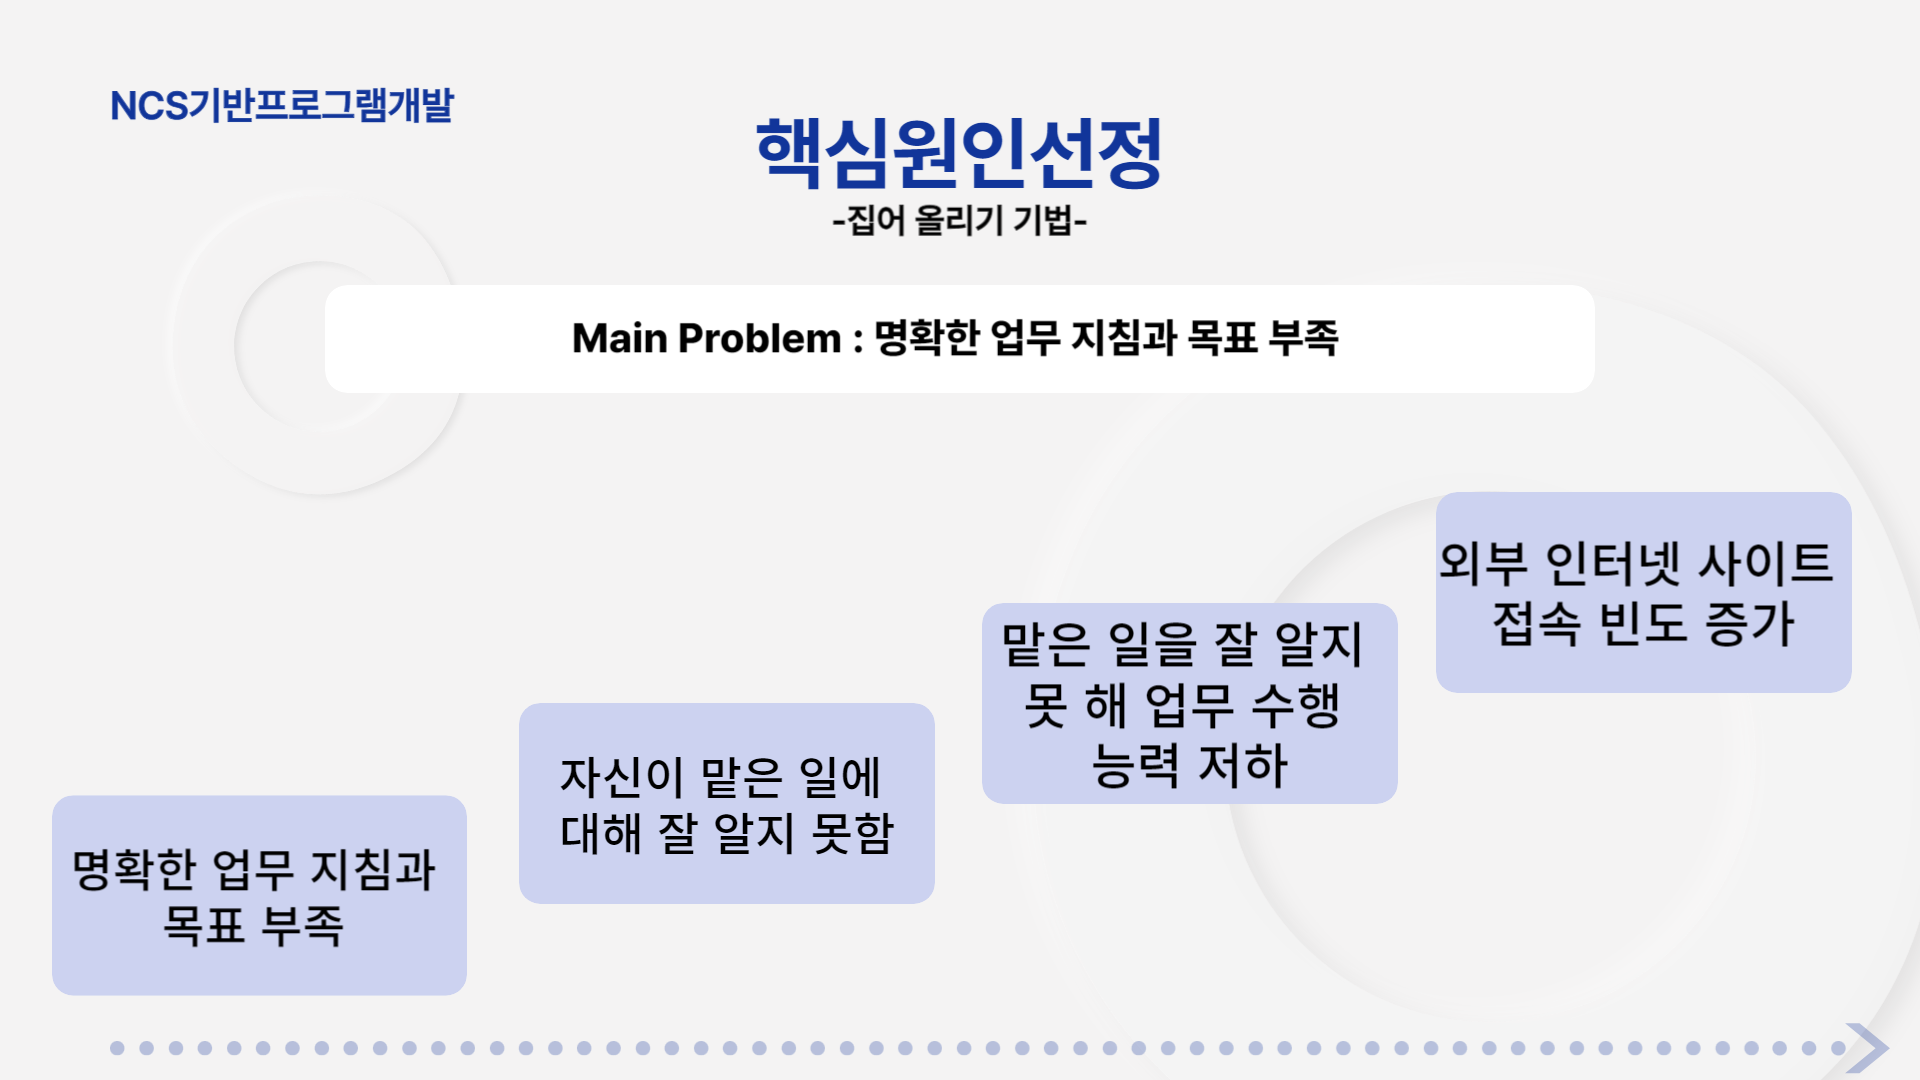 NCS기반프로그램개발
핵심원인선정
-집어 올리기 기법-
Main Problem : 명확한 업무 지침과 목표 부족
외부 인터넷 사이트
접속 빈도 증가
맡은 일을 잘 알지
못 해 업무 수행
능력 저하
자신이 맡은 일에
대해 잘 알지 못함
명확한 업무 지침과
목표 부족